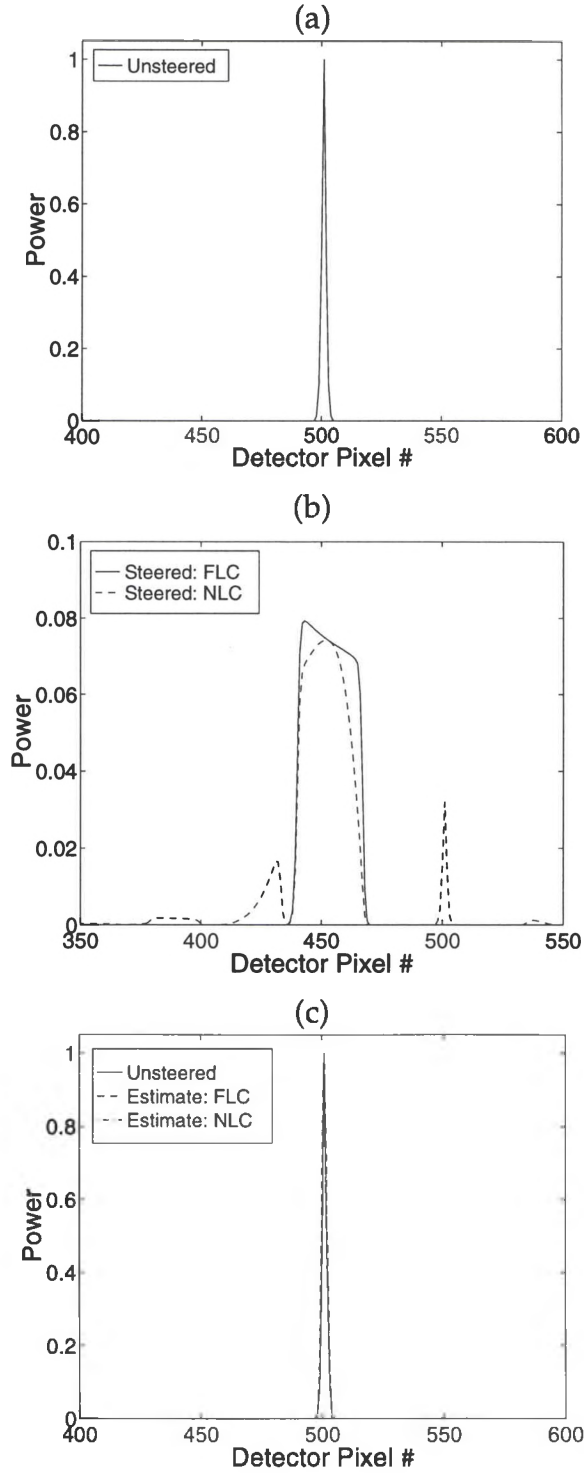 (a)
1
Unsteered
0.8
0.6
Power
0.4
0.2
0
400 450 500 550 600
Detector Pixel #
(b)
0.1
Steered: FLC
Steered: NLC
0.08
0.06
Power
0.04
0.02
0
350 400 450 500 550
Detector Pixel #
(c)
1
Unsteered
Estimate: FLC
Estimate: NLC
0.8
0.6
Power
0.4
0.2
0
400 450 500 550 600
Detector Pixel #